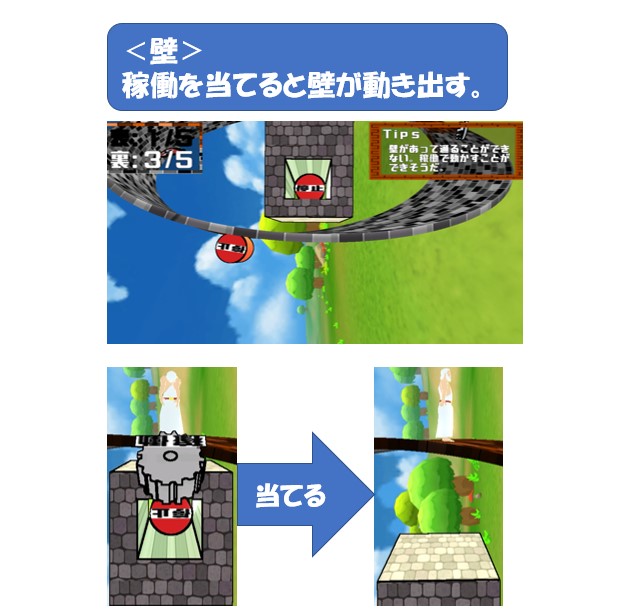 ＜壁＞
稼働を当てると壁が動き出す。
裏:3/5
停止
Tips
壁があって通ることができ
ない。稼働で動かすことが
できそうだ。
当てる